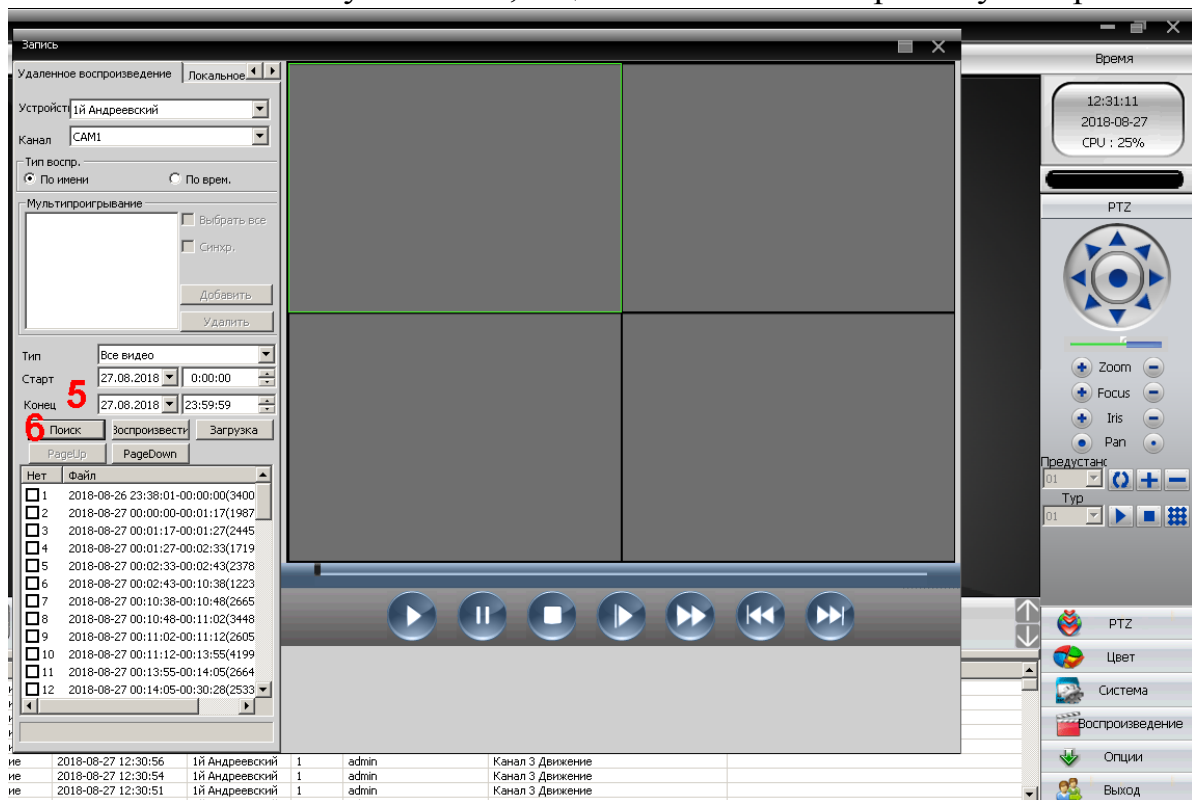 Запись
Удаленное воспроизведение Локальное
Устройст 1й Андреевский
Канал CAM1
Тип воспр.
По имени По врем.
Мультипроигрывание
Выбрать все
Синхр.
Добавить
Удалить
Тип Все видео
Старт 27.08.2018 0:00:00
5
Конец 27.08.2018 23:59:59
6 Поиск Воспроизвести Загрузка
PageUp PageDown
Нет Файл
1 2018-08-26 23:38:01-00:00:00(3400
2 2018-08-27 00:00:00-00:01:17(1987
3 2018-08-27 00:01:17-00:01:27(2445
4 2018-08-27 00:01:27-00:02:33(1719
5 2018-08-27 00:02:33-00:02:43(2378
6 2018-08-27 00:02:43-00:10:38(1223
7 2018-08-27 00:10:38-00:10:48(2665
8 2018-08-27 00:10:48-00:11:02(3448
9 2018-08-27 00:11:02-00:11:12(2605
10 2018-08-27 00:11:12-00:13:55(4199
11 2018-08-27 00:13:55-00:14:05(2664
12 2018-08-27 00:14:05-00:30:28(2533
ие 2018-08-27 12:30:56 1й Андреевский 1 admin Канал 3 Движение
ие 2018-08-27 12:30:54 1й Андреевский 1 admin Канал 3 Движение
ие 2018-08-27 12:30:51 1й Андреевский 1 admin Канал 3 Движение
Время
12:31:11
2018-08-27
CPU : 25%
PTZ
Zoom
Focus
Iris
Pan
Предустанс
01
Тур
01
PTZ
Цвет
Система
Воспроизведение
Опции
Выход